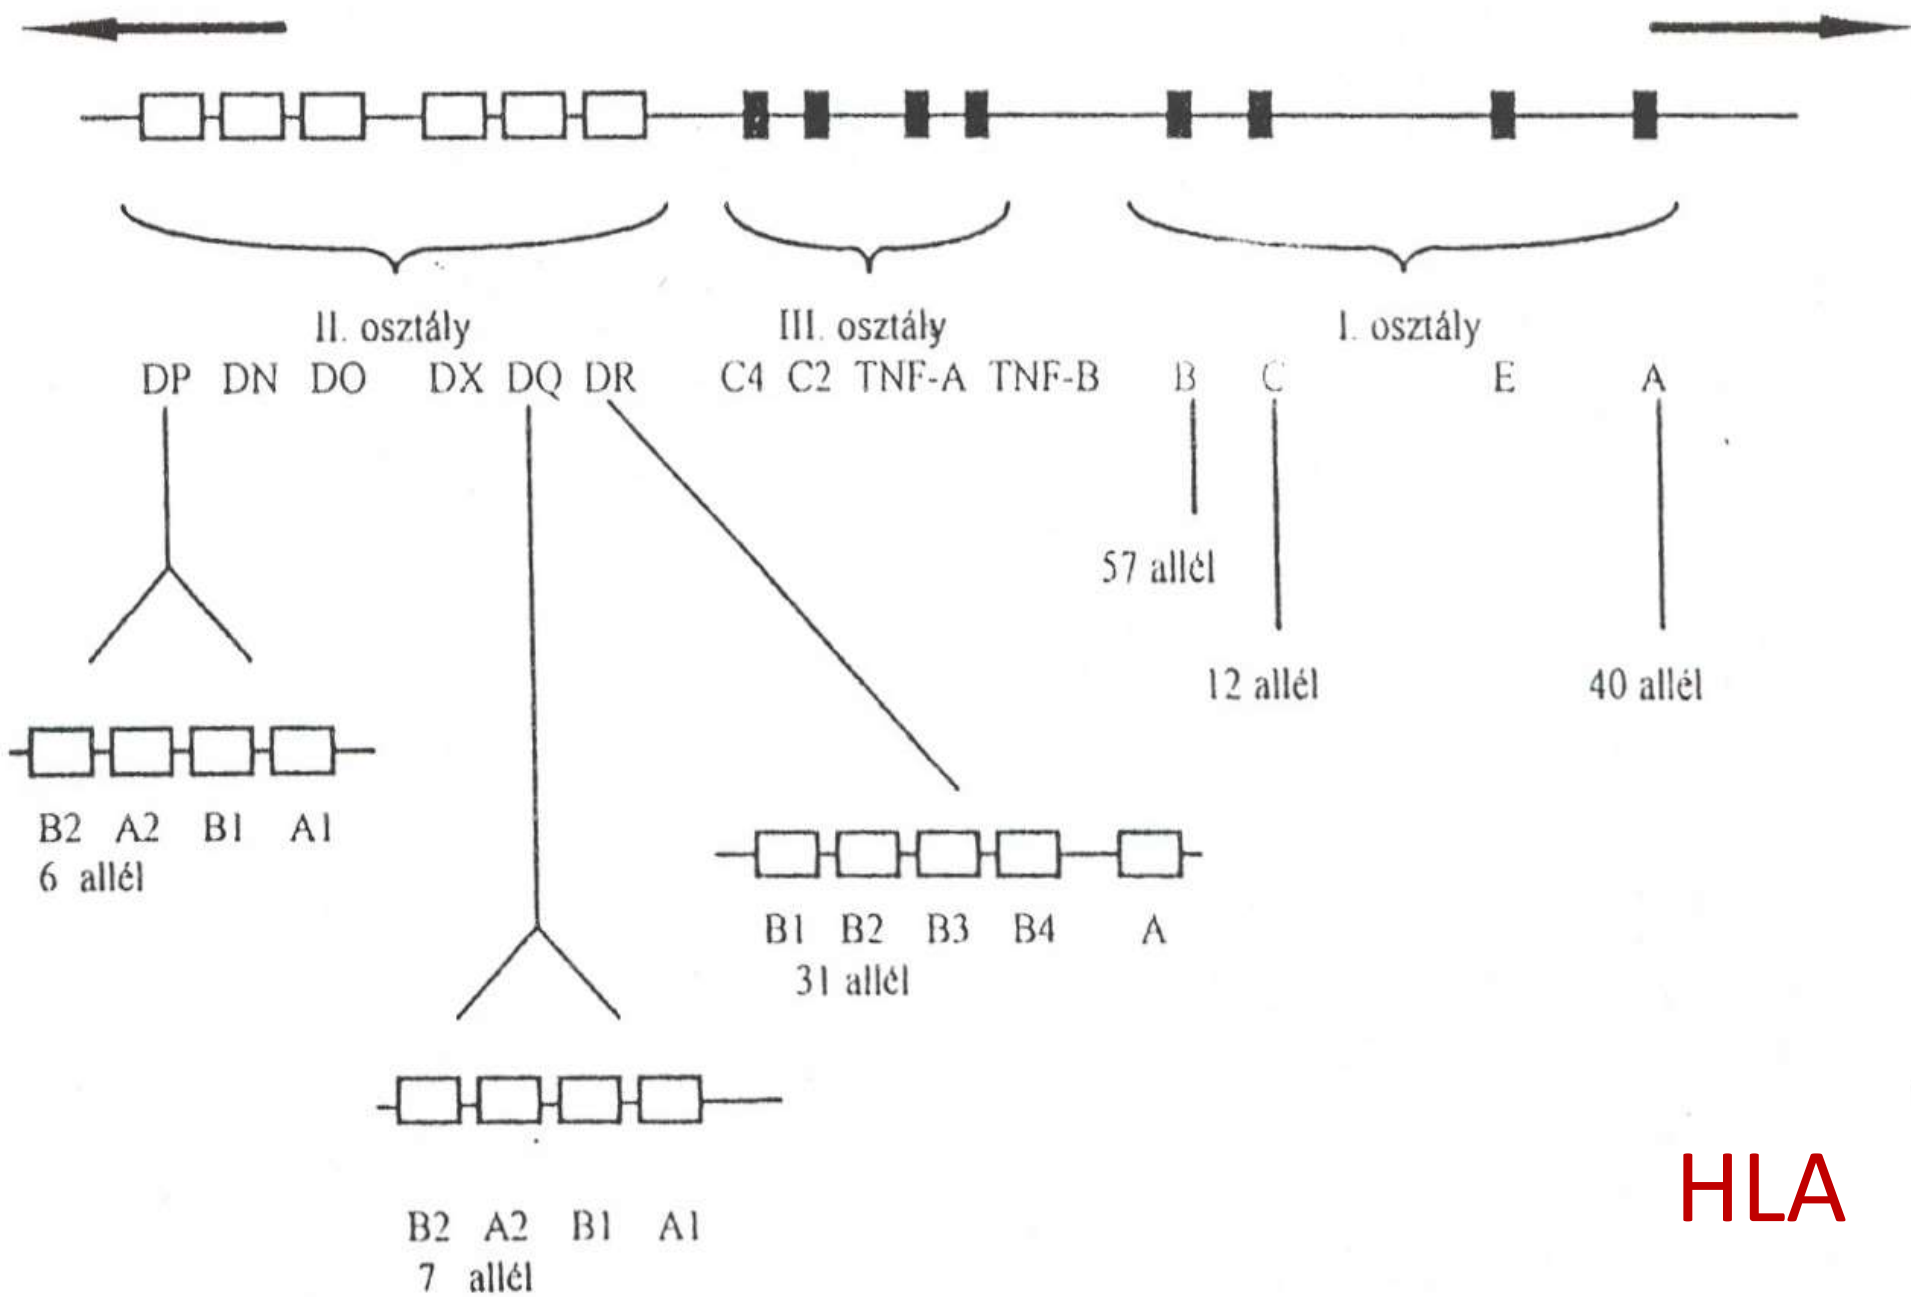 II. osztály III. osztály I. osztály
DP DN DO DX DQ DR C4 C2 TNF-A TNF-B B C E A
57 allél
12 allél 40 allél
B2 A2 B1 A1
6 allél
B1 B2 B3 B4 A
31 allél
B2 A2 B1 A1
7 allél
HLA